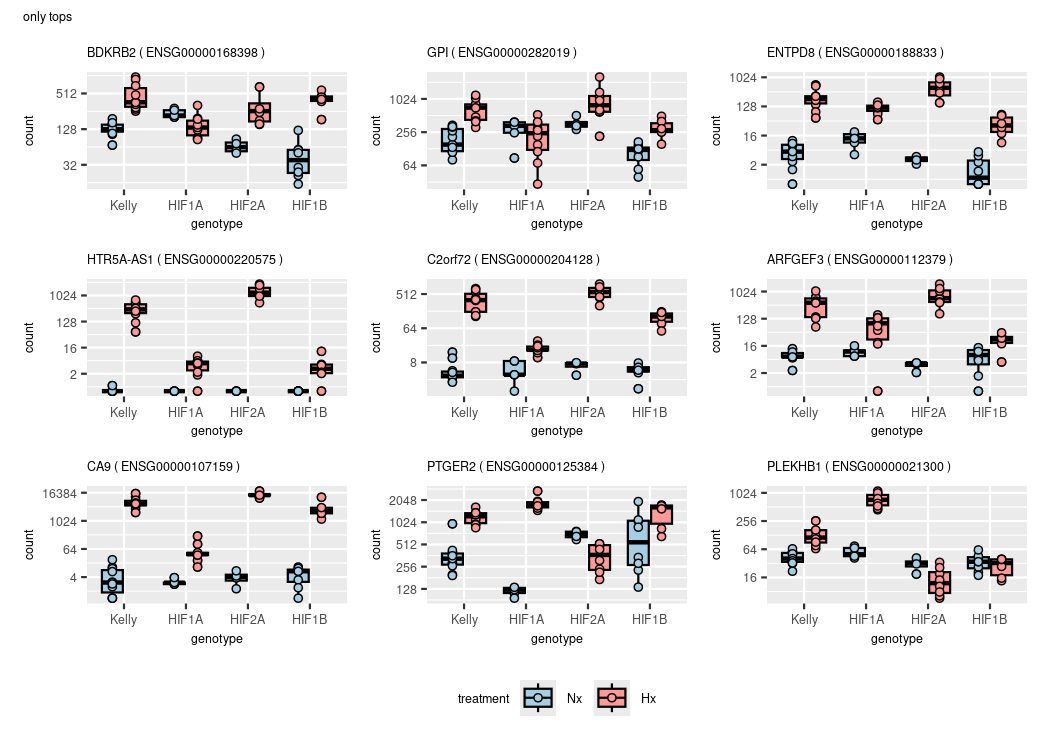 only tops
BDKRB2 ( ENSG00000168398 )
GPI ( ENSG00000282019 )
ENTPD8 ( ENSG00000188833 )
count
512
128
32
Kelly HIF1A HIF2A HIF1B
genotype
count
1024
256
64
Kelly HIF1A HIF2A HIF1B
genotype
count
1024
128
16
2
Kelly HIF1A HIF2A HIF1B
genotype
HTR5A-AS1 ( ENSG00000220575 )
C2orf72 ( ENSG00000204128 )
ARFGEF3 ( ENSG00000112379 )
count
1024
128
16
2
Kelly HIF1A HIF2A HIF1B
genotype
count
512
64
8
Kelly HIF1A HIF2A HIF1B
genotype
count
1024
128
16
2
Kelly HIF1A HIF2A HIF1B
genotype
CA9 ( ENSG00000107159 )
PTGER2 ( ENSG00000125384 )
PLEKHB1 ( ENSG00000021300 )
count
16384
1024
64
4
Kelly HIF1A HIF2A HIF1B
genotype
count
2048
1024
512
256
128
Kelly HIF1A HIF2A HIF1B
genotype
count
1024
256
64
16
Kelly HIF1A HIF2A HIF1B
genotype
treatment Nx Hx